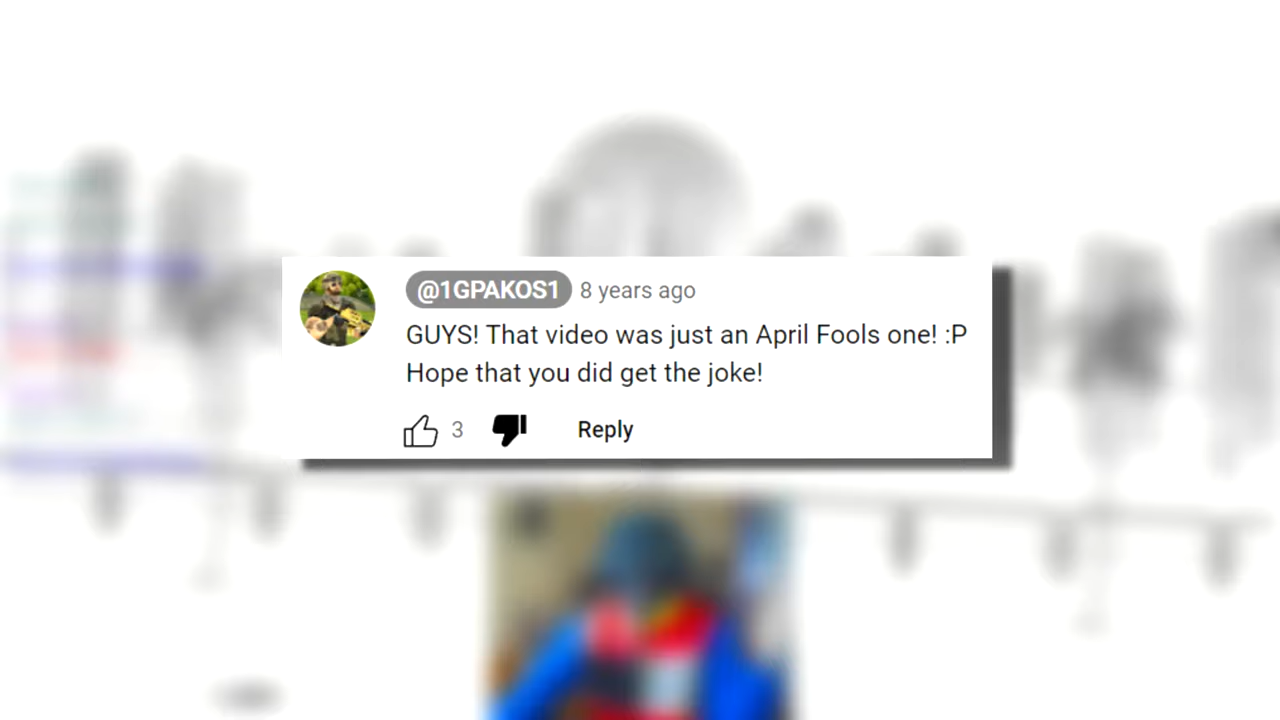 @1GPAKOS1 8 years ago
GUYS! That video was just an April Fools one! :P
Hope that you did get the joke!
3 Reply